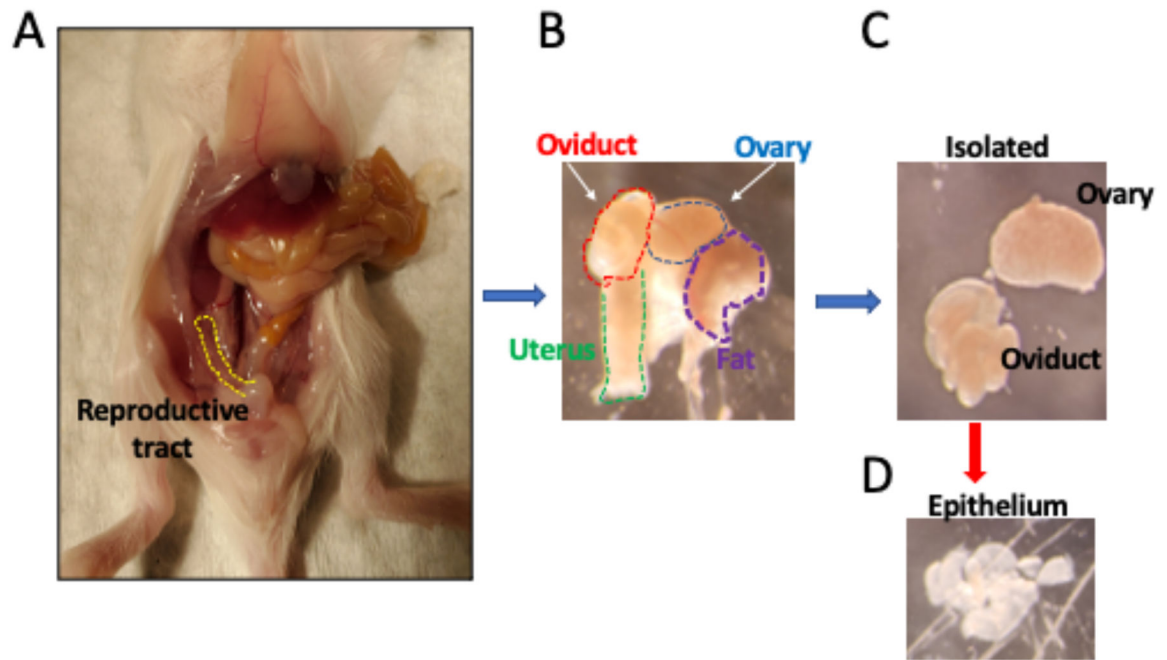 A
B
C
Oviduct
Ovary
Isolated
Ovary
Uterus
Fat
Oviduct
Reproductive
tract
D
Epithelium